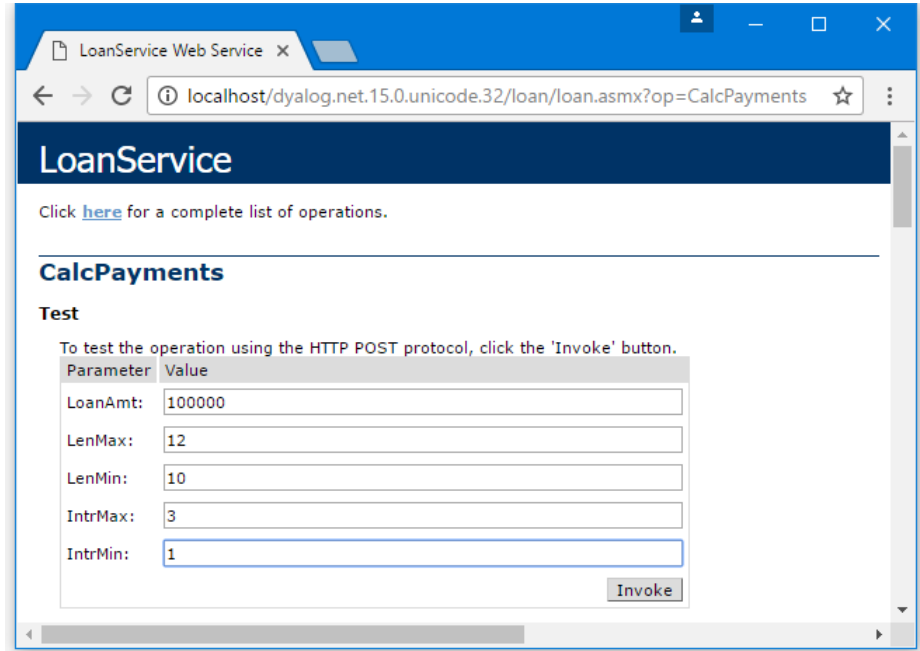 LoanService Web Service
localhost/dyalog.net.15.0.unicode.32/loan/loan.asmx?op=CalcPayments
LoanService
Click here for a complete list of operations.
CalcPayments
Test
To test the operation using the HTTP POST protocol, click the 'Invoke' button.
Parameter Value
LoanAmt: 100000
LenMax: 12
LenMin: 10
IntrMax: 3
IntrMin: 1
Invoke